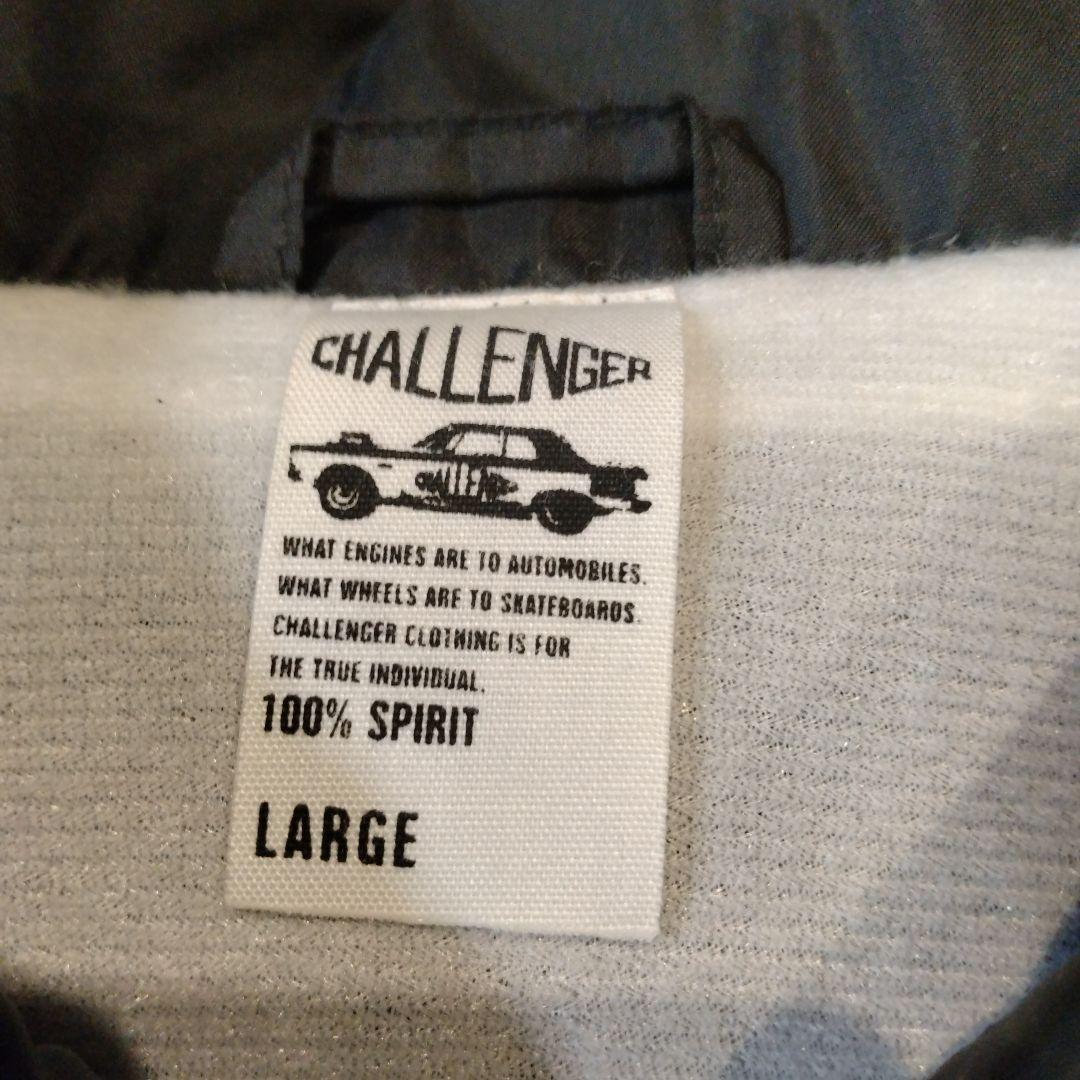 CHALLENGER
CHALLENGER
WHAT ENGINES ARE TO AUTOMOBILES.
WHAT WHEELS ARE TO SKATEBOARDS.
CHALLENGER CLOTHING IS FOR
THE TRUE INDIVIDUAL.
100% SPIRIT
LARGE